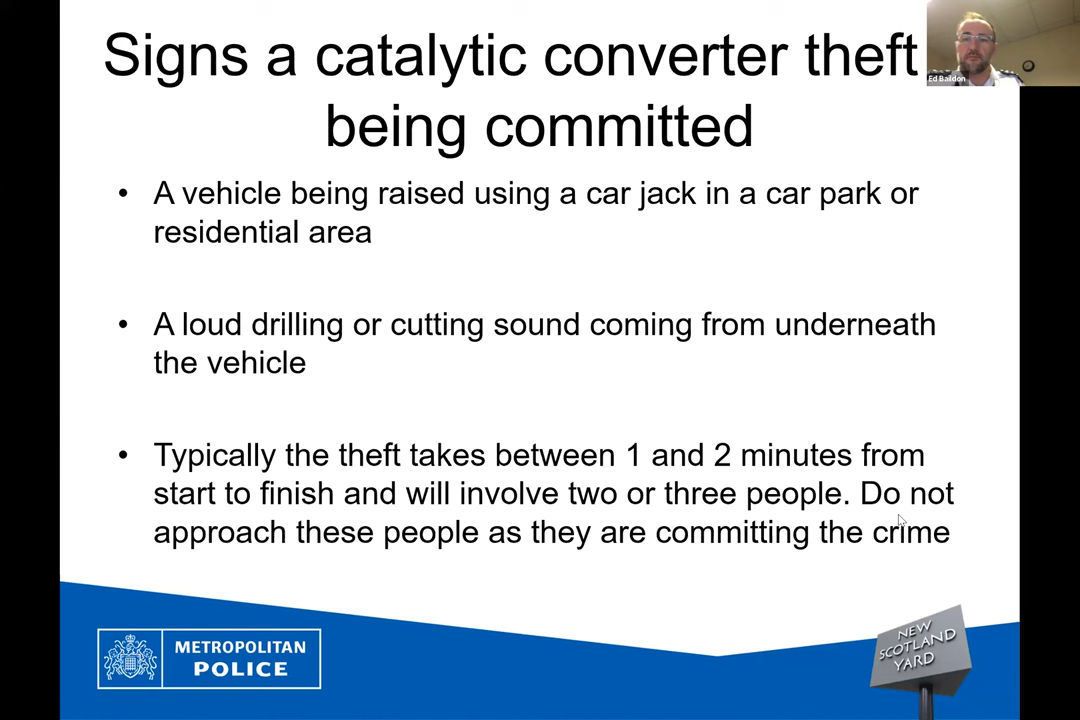 Signs a catalytic converter theft
being committed
Ed Baildon
• A vehicle being raised using a car jack in a car park or
residential area
• A loud drilling or cutting sound coming from underneath
the vehicle
• Typically the theft takes between 1 and 2 minutes from
start to finish and will involve two or three people. Do not
approach these people as they are committing the crime
METROPOLITAN
POLICE
NEW
SCOTLAND
YARD